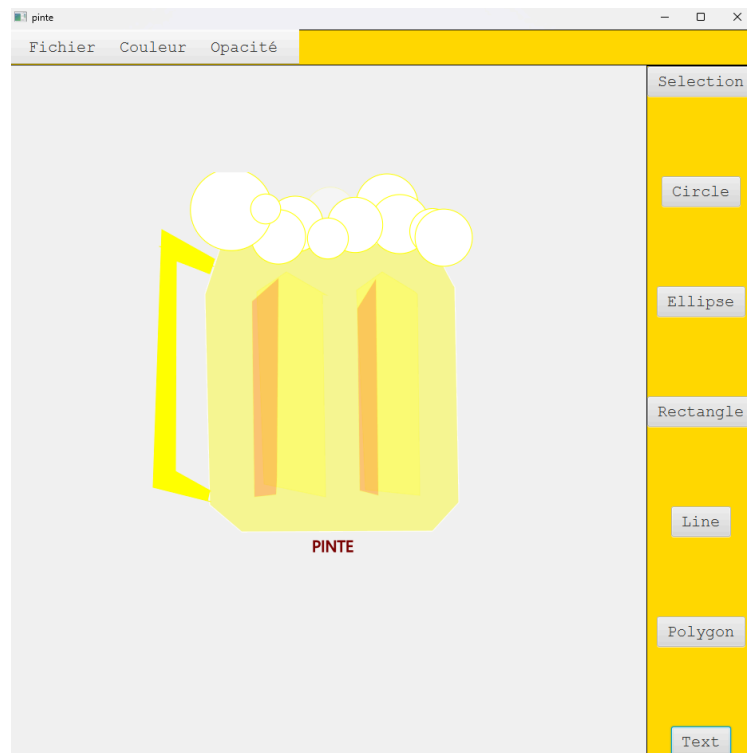 pinte
Fichier Couleur Opacité
Selection
Circle
Ellipse
Rectangle
Line
PINTE
Polygon
Text